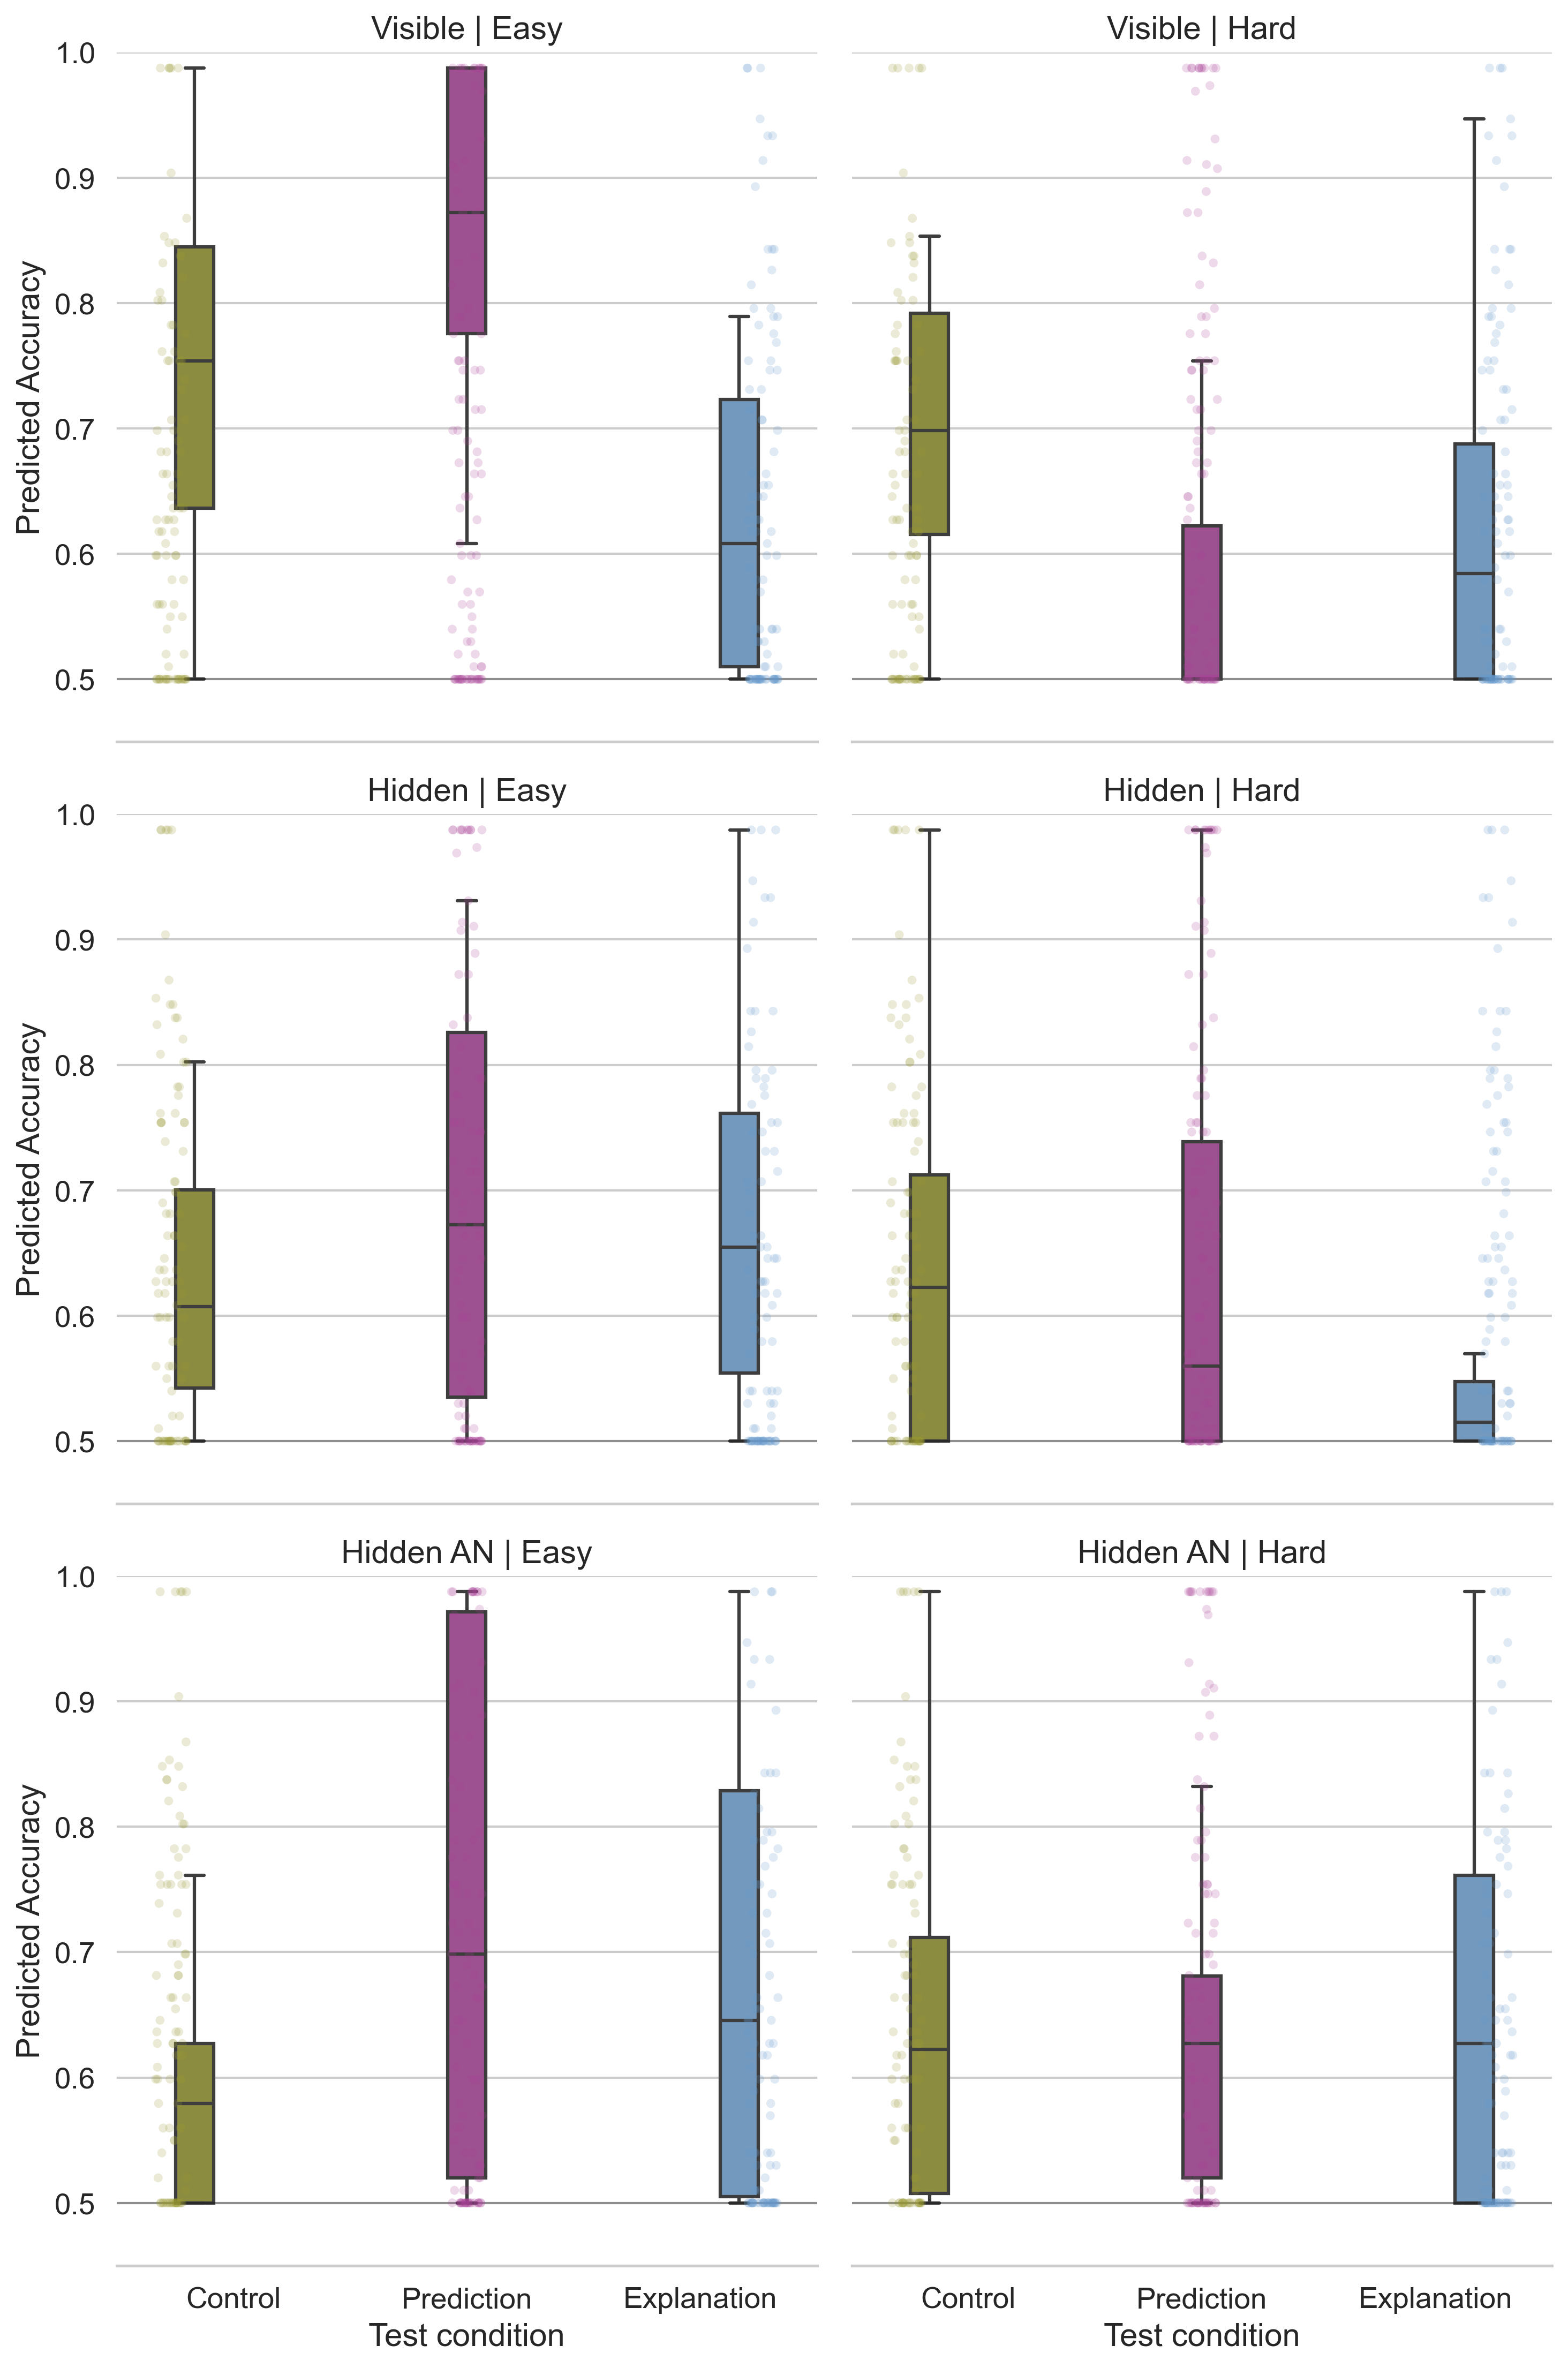 Visible | Easy
Visible | Hard
1.0
0.9
0.8
0.7
0.6
0.5
Predicted Accuracy
Hidden | Easy
Hidden | Hard
1.0
0.9
0.8
0.7
0.6
0.5
Predicted Accuracy
Hidden AN | Easy
Hidden AN | Hard
1.0
0.9
0.8
0.7
0.6
0.5
Predicted Accuracy
Control Prediction Explanation
Test condition
Control Prediction Explanation
Test condition